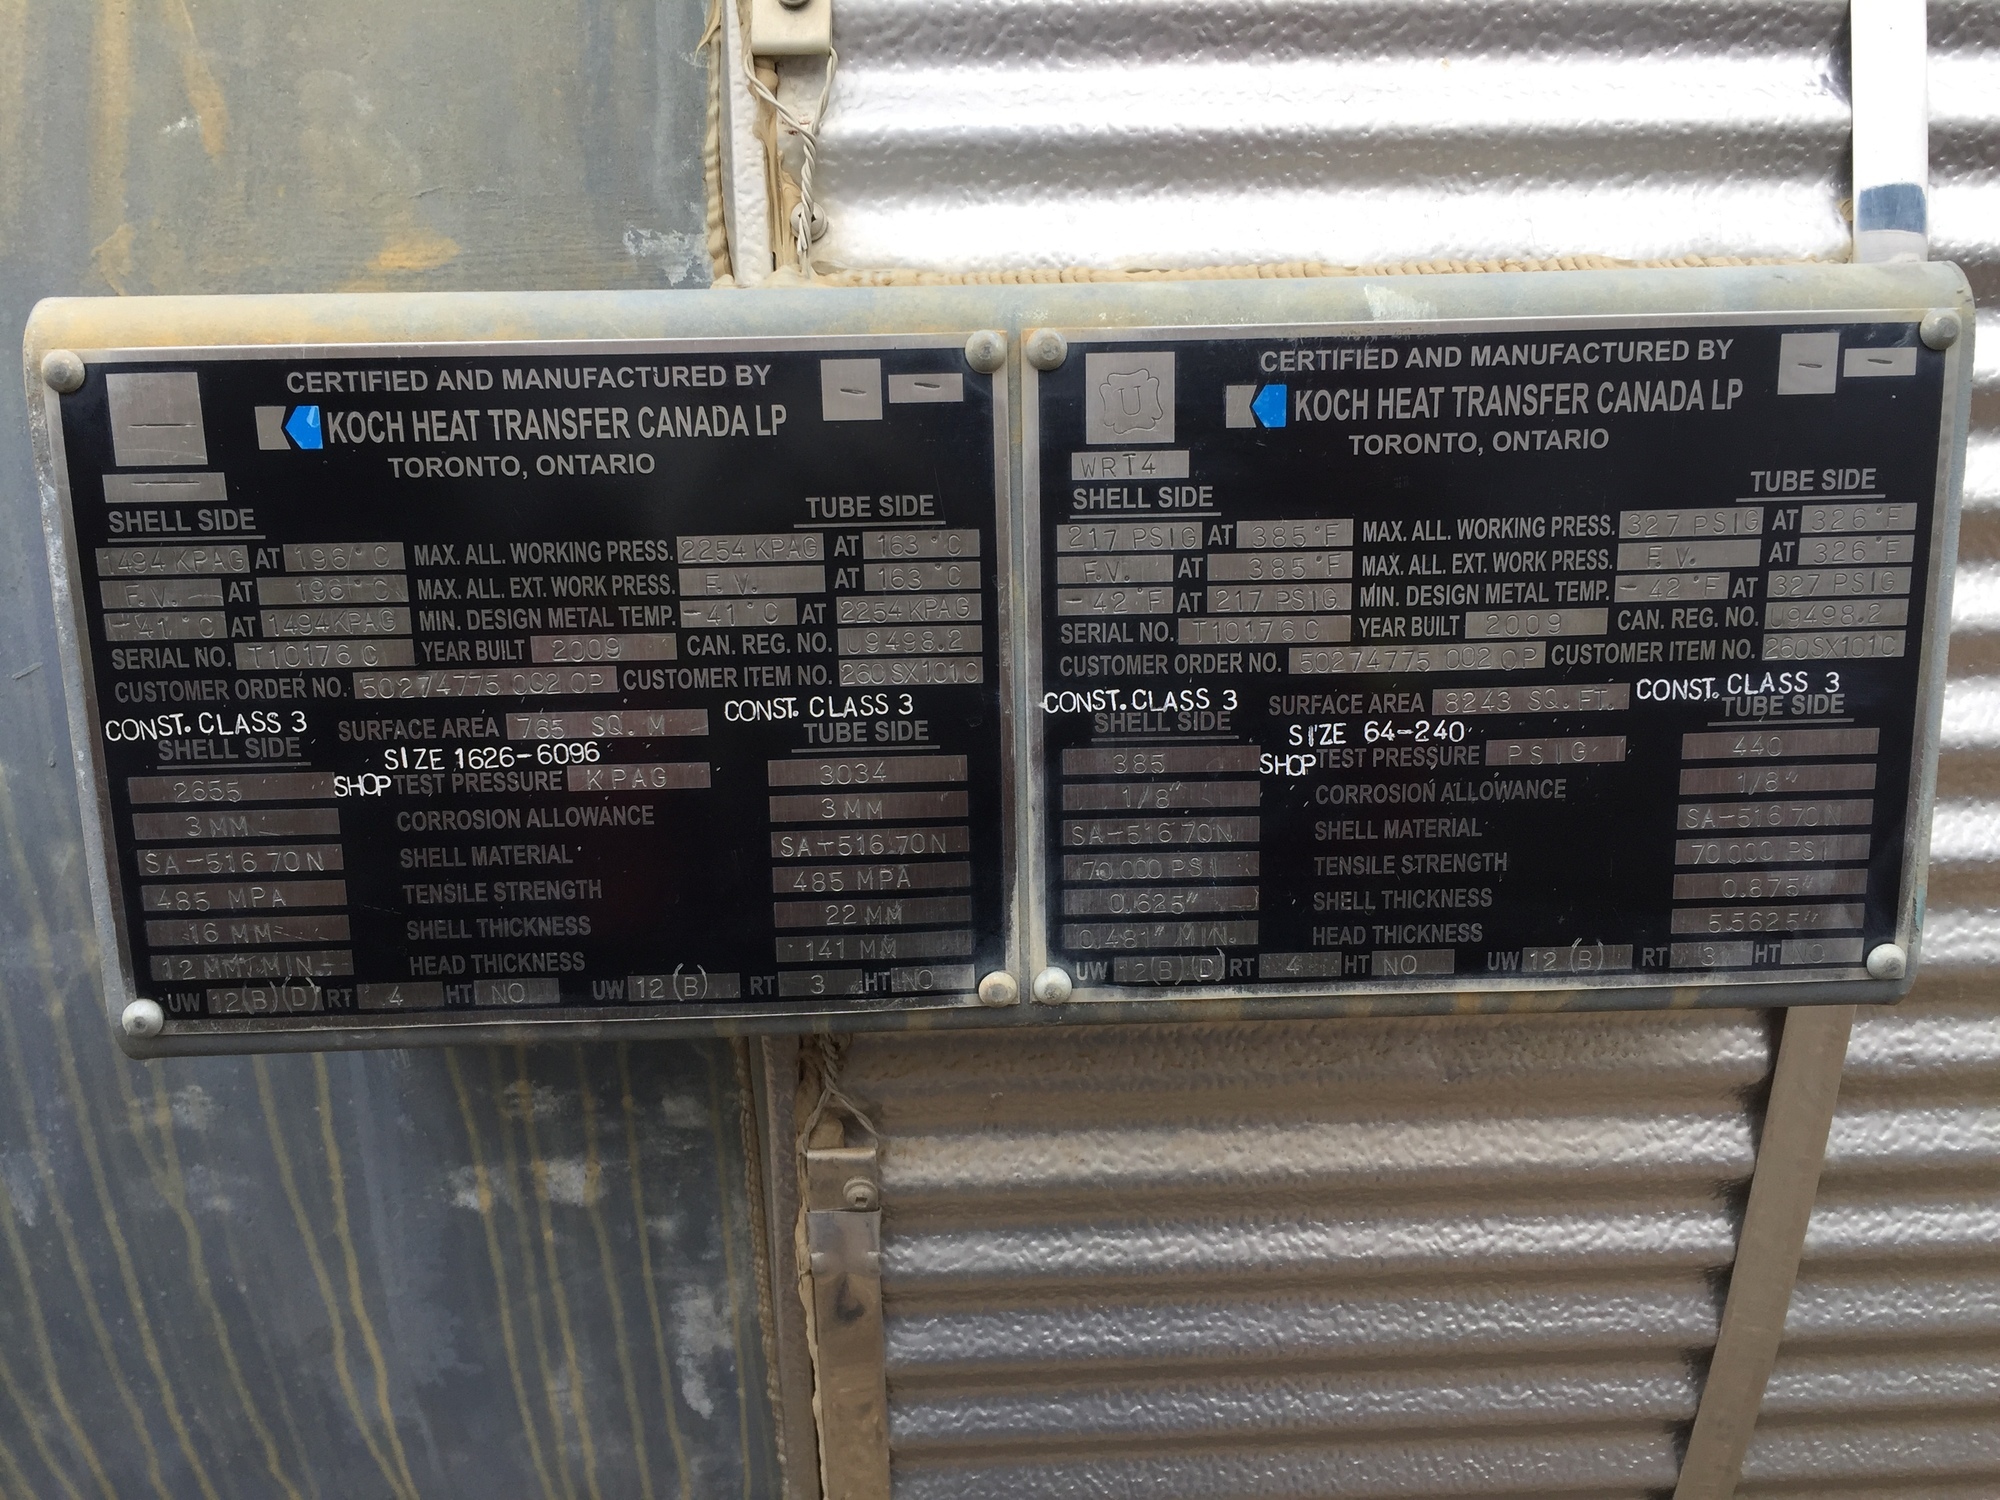 CERTIFIED AND MANUFACTURED BY
KOCH HEAT TRANSFER CANADA LP
TORONTO, ONTARIO
SHELL SIDE TUBE SIDE
1494 KPAG AT 196°C MAX. ALL. WORKING PRESS. 2254 KPAG AT 163°C
F.V. AT 196°C MAX. ALL. EXT. WORK PRESS. F.V. AT 163°C
-41°C AT 1494KPAG MIN. DESIGN METAL TEMP. -41°C AT 2254KPAG
SERIAL NO. T10176C YEAR BUILT 2009 CAN. REG. NO. U9498.2
CUSTOMER ORDER NO. 50274775 002 OP CUSTOMER ITEM NO. 260SX101C
CONST. CLASS 3 SURFACE AREA 765 SQ. M CONST. CLASS 3
SHELL SIDE SIZE 1626-6096 TUBE SIDE
2655 SHOP TEST PRESSURE KPAG 3034
3 MM CORROSION ALLOWANCE 3 MM
SA-516 70N SHELL MATERIAL SA-516 70N
485 MPA TENSILE STRENGTH 485 MPA
16 MM SHELL THICKNESS 22 MM
12 MM MIN. HEAD THICKNESS 141 MM
UW 12(B)(D) RT 4 HT NO UW 12(B) RT 3 HT NO
U
CERTIFIED AND MANUFACTURED BY
KOCH HEAT TRANSFER CANADA LP
TORONTO, ONTARIO
WRT4
SHELL SIDE TUBE SIDE
217 PSIG AT 385°F MAX. ALL. WORKING PRESS. 327 PSIG AT 326°F
F.V. AT 385°F MAX. ALL. EXT. WORK PRESS. F.V. AT 326°F
-42°F AT 217 PSIG MIN. DESIGN METAL TEMP. -42°F AT 327 PSIG
SERIAL NO. T10176C YEAR BUILT 2009 CAN. REG. NO. U9498.2
CUSTOMER ORDER NO. 50274775 002 OP CUSTOMER ITEM NO. 260SX101C
CONST. CLASS 3 SURFACE AREA 8243 SQ. FT. CONST. CLASS 3
SHELL SIDE SIZE 64-240 TUBE SIDE
385 SHOP TEST PRESSURE PSIG 440
1/8" CORROSION ALLOWANCE 1/8"
SA-516 70N SHELL MATERIAL SA-516 70N
70 000 PSI TENSILE STRENGTH 70 000 PSI
0.625" SHELL THICKNESS 0.875"
0.481" MIN. HEAD THICKNESS 5.5625"
UW 12(B)(D) RT 4 HT NO UW 12(B) RT 3 HT NO